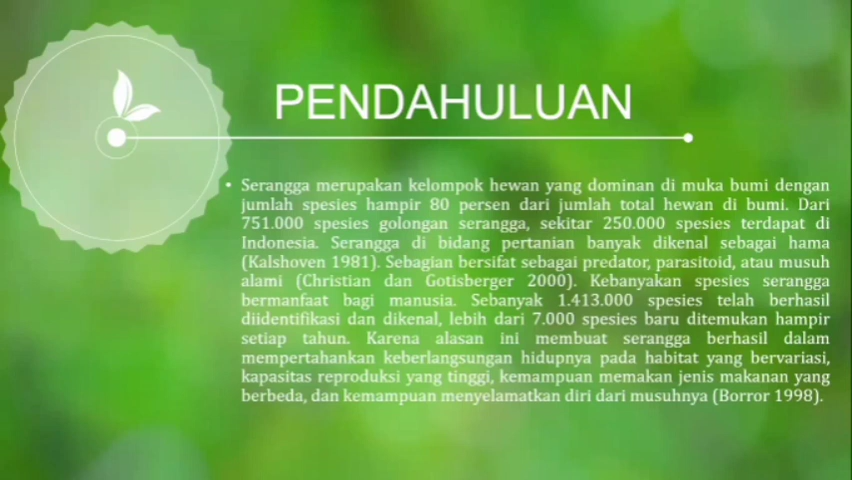 PENDAHULUAN
• Serangga merupakan kelompok hewan yang dominan di muka bumi dengan
jumlah spesies hampir 80 persen dari jumlah total hewan di bumi. Dari
751.000 spesies golongan serangga, sekitar 250.000 spesies terdapat di
Indonesia. Serangga di bidang pertanian banyak dikenal sebagai hama
(Kalshoven 1981). Sebagian bersifat sebagai predator, parasitoid, atau musuh
alami (Christian dan Gotisberger 2000). Kebanyakan spesies serangga
bermanfaat bagi manusia. Sebanyak 1.413.000 spesies telah berhasil
diidentifikasi dan dikenal, lebih dari 7.000 spesies baru ditemukan hampir
setiap tahun. Karena alasan ini membuat serangga berhasil dalam
mempertahankan keberlangsungan hidupnya pada habitat yang bervariasi,
kapasitas reproduksi yang tinggi, kemampuan memakan jenis makanan yang
berbeda, dan kemampuan menyelamatkan diri dari musuhnya (Borror 1998).